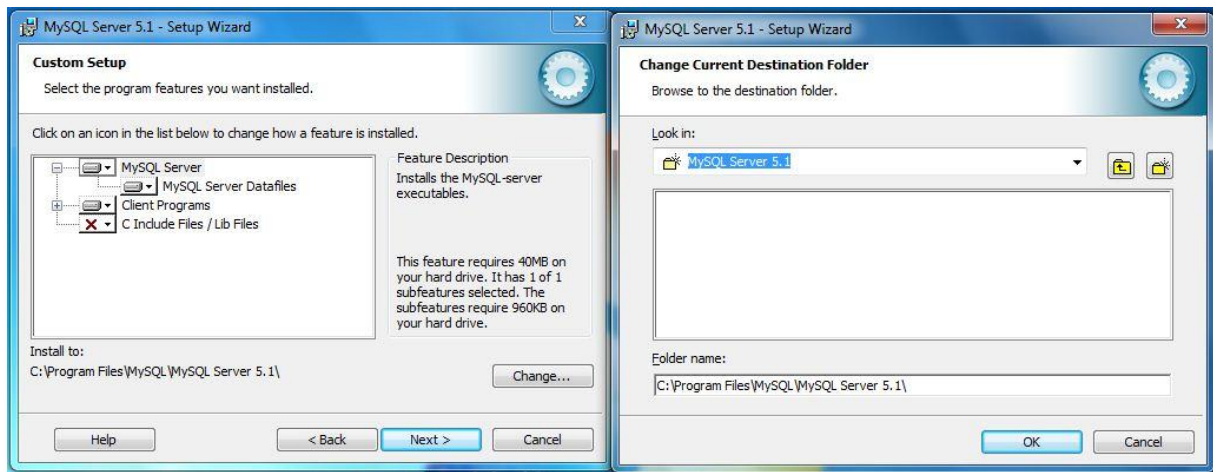 MySQL Server 5.1 - Setup Wizard
Custom Setup
Select the program features you want installed.
Click on an icon in the list below to change how a feature is installed.
MySQL Server
MySQL Server Datafiles
Client Programs
C Include Files / Lib Files
Feature Description
Installs the MySQL-server
executables.
This feature requires 40MB on
your hard drive. It has 1 of 1
subfeatures selected. The
subfeatures require 960KB on
your hard drive.
Install to:
C:\Program Files\MySQL\MySQL Server 5.1\
Change...
Help
< Back
Next >
Cancel
MySQL Server 5.1 - Setup Wizard
Change Current Destination Folder
Browse to the destination folder.
Look in:
MySQL Server 5.1
Folder name:
C:\Program Files\MySQL\MySQL Server 5.1\
OK
Cancel